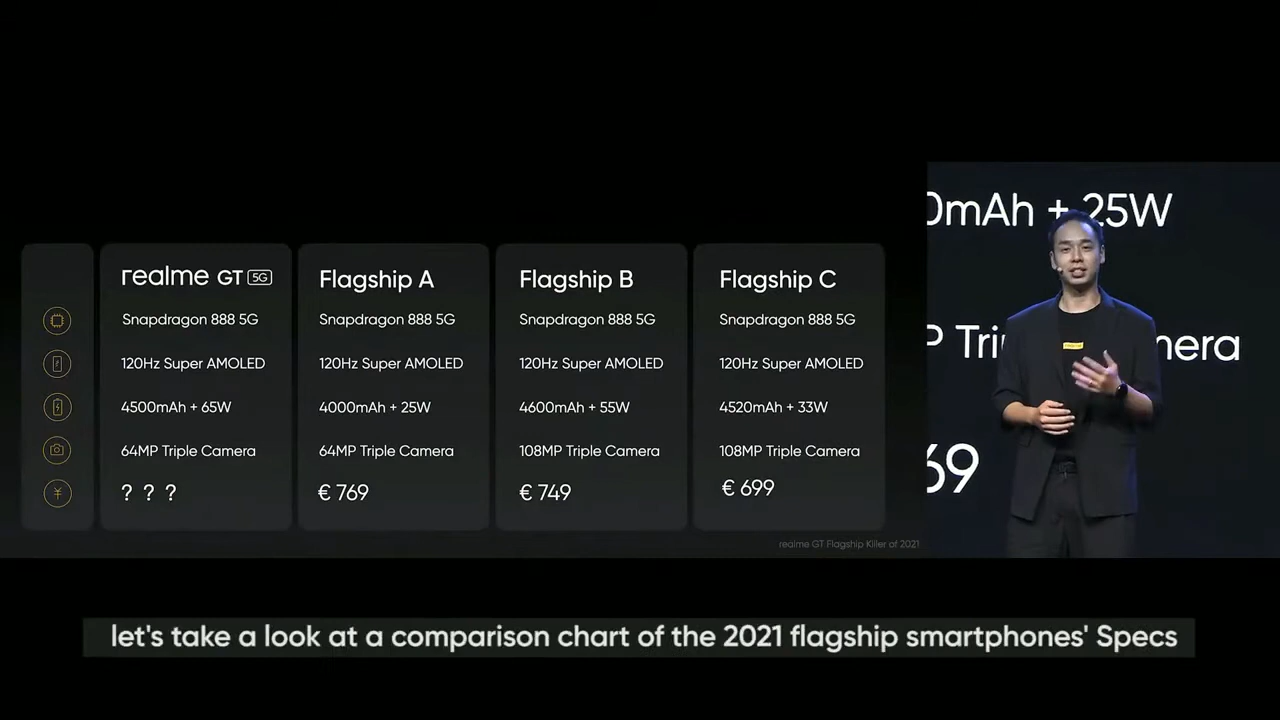 realme GT 5G
Snapdragon 888 5G
120Hz Super AMOLED
4500mAh + 65W
64MP Triple Camera
? ? ?
Flagship A
Snapdragon 888 5G
120Hz Super AMOLED
4000mAh + 25W
64MP Triple Camera
€ 769
Flagship B
Snapdragon 888 5G
120Hz Super AMOLED
4600mAh + 55W
108MP Triple Camera
€ 749
Flagship C
Snapdragon 888 5G
120Hz Super AMOLED
4520mAh + 33W
108MP Triple Camera
€ 699
¥
realme GT Flagship Killer of 2021
0mAh + 25W
P Tri mera
69
let's take a look at a comparison chart of the 2021 flagship smartphones' Specs